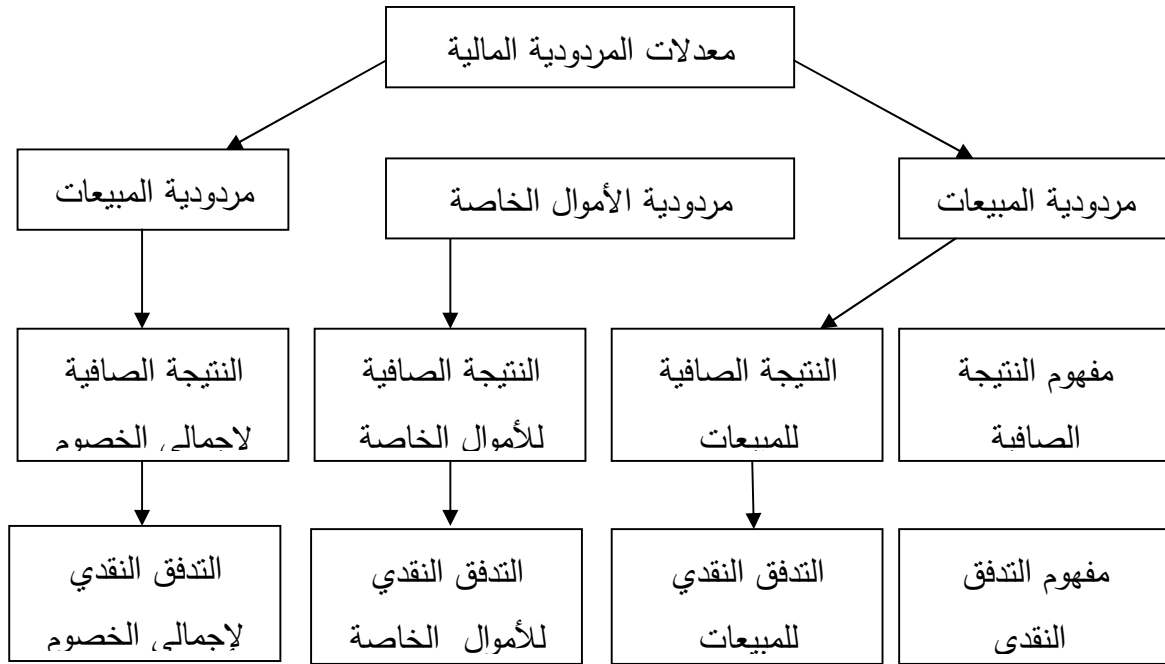 معدلات المردودية المالية
مردودية المبيعات
مردودية الأموال الخاصة
مردودية المبيعات
مفهوم النتيجة
الصافية
النتيجة الصافية
للمبيعات
النتيجة الصافية
للأموال الخاصة
النتيجة الصافية
لإجمالي الخصوم
مفهوم التدفق
النقدي
التدفق النقدي
للمبيعات
التدفق النقدي
للأموال الخاصة
التدفق النقدي
لإجمالي الخصوم